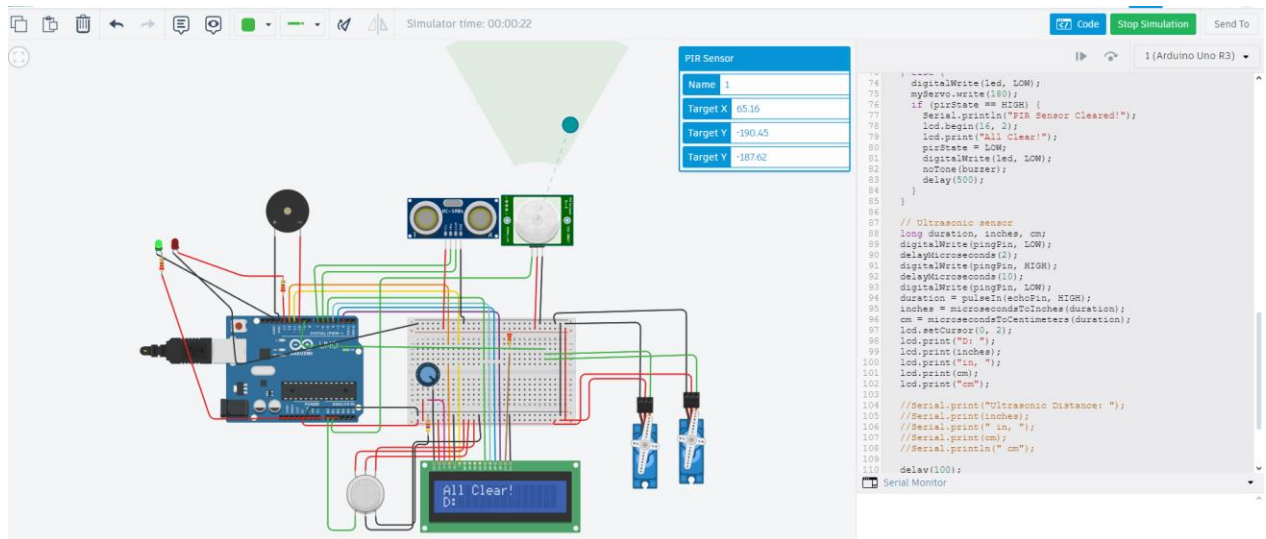 Simulator time: 00:00:22
Code
Stop Simulation
Send To
1 (Arduino Uno R3)
PIR Sensor
Name 1
Target X 65.16
Target Y -190.45
Target Y -187.62
HC-SR04
UNO
ARDUINO
All Clear!
D:
73 } else {
74 digitalWrite(led, LOW);
75 myServo.write(180);
76 if (pirState == HIGH) {
77 Serial.println("PIR Sensor Cleared!");
78 lcd.begin(16, 2);
79 lcd.print("All Clear!");
80 pirState = LOW;
81 digitalWrite(led, LOW);
82 noTone(buzzer);
83 delay(500);
84 }
85 }
86
87 // Ultrasonic sensor
88 long duration, inches, cm;
89 digitalWrite(pingPin, LOW);
90 delayMicroseconds(2);
91 digitalWrite(pingPin, HIGH);
92 delayMicroseconds(10);
93 digitalWrite(pingPin, LOW);
94 duration = pulseIn(echoPin, HIGH);
95 inches = microsecondsToInches(duration);
96 cm = microsecondsToCentimeters(duration);
97 lcd.setCursor(0, 2);
98 lcd.print("D: ");
99 lcd.print(inches);
100 lcd.print("in, ");
101 lcd.print(cm);
102 lcd.print("cm");
103
104 //Serial.print("Ultrasonic Distance: ");
105 //Serial.print(inches);
106 //Serial.print(" in, ");
107 //Serial.print(cm);
108 //Serial.println(" cm");
109
110 delay(100);
Serial Monitor